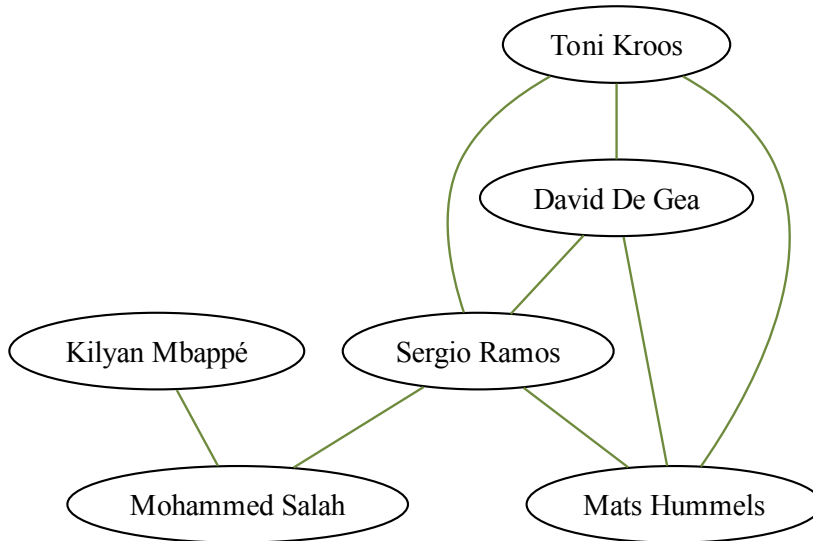 Toni Kroos
David De Gea
Kilyan Mbappé
Sergio Ramos
Mohammed Salah
Mats Hummels